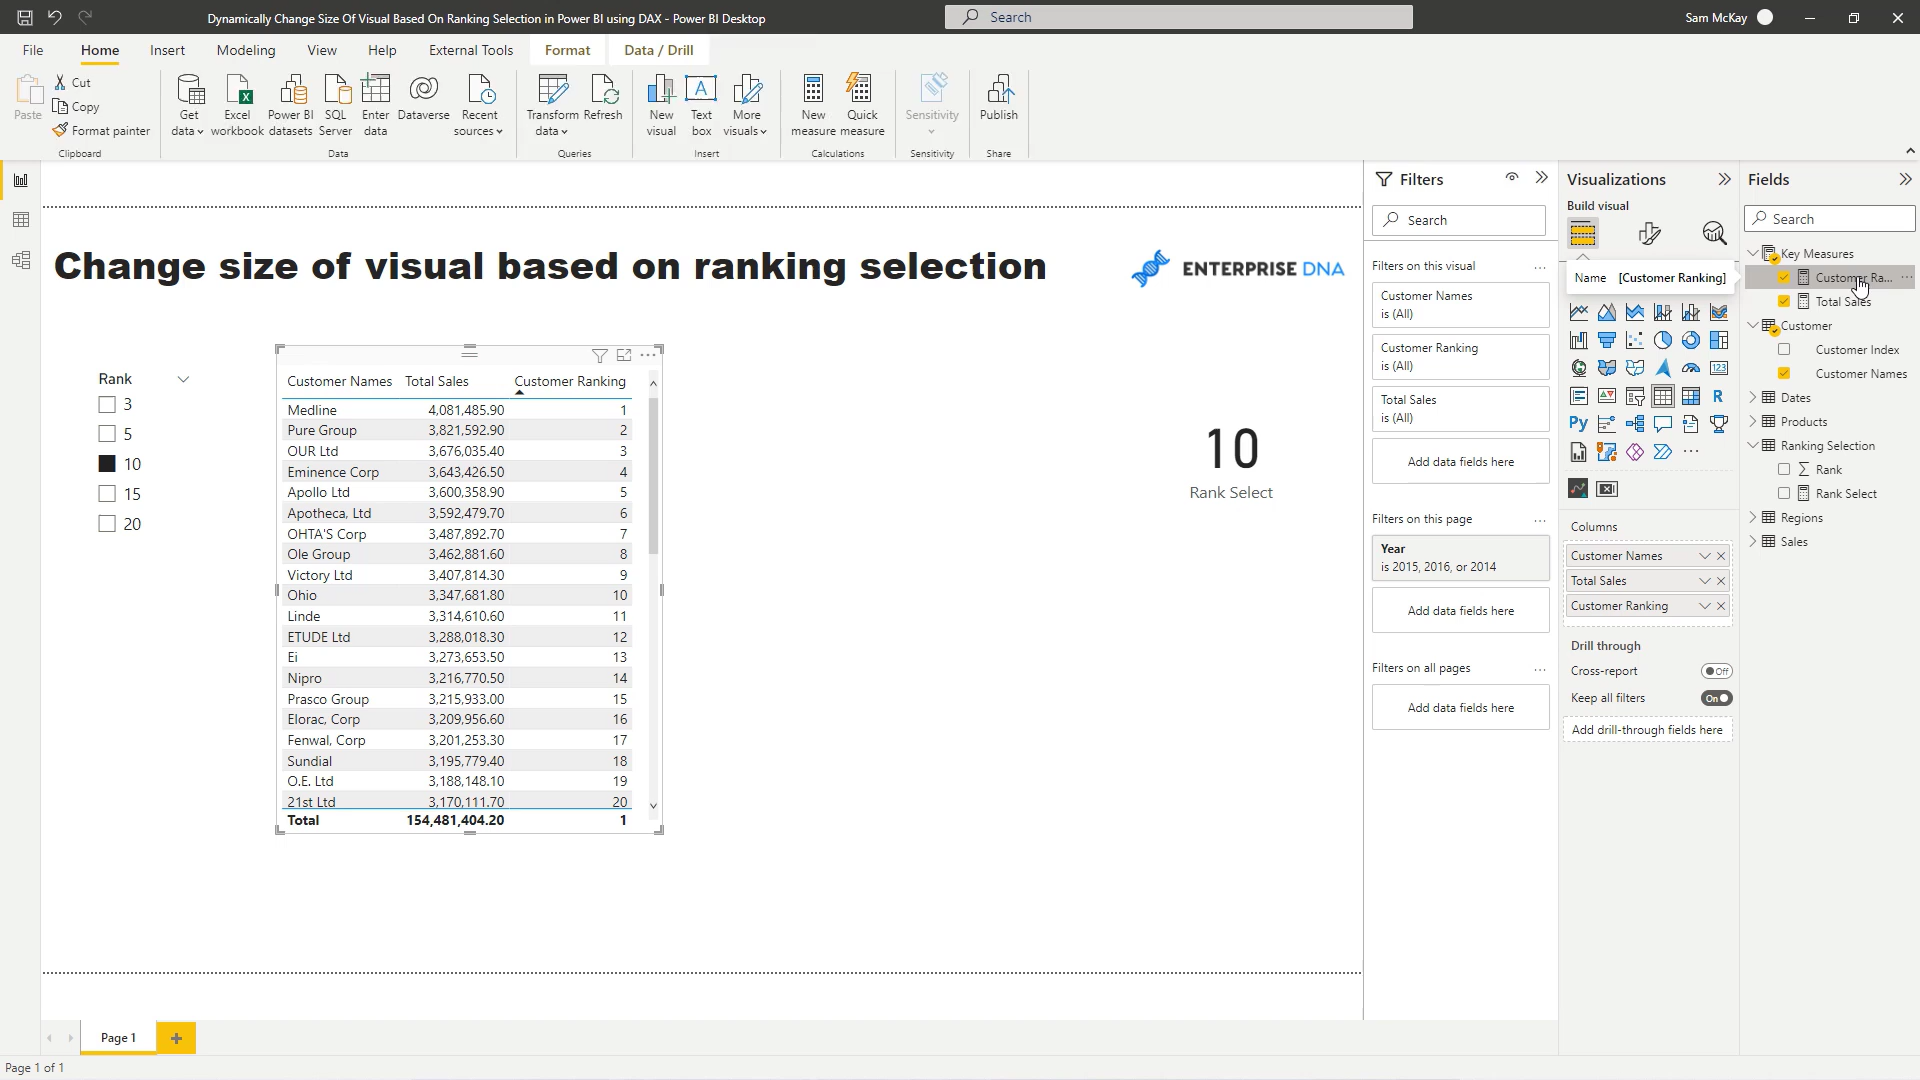 Dynamically Change Size Of Visual Based On Ranking Selection in Power BI using DAX - Power BI Desktop
Search
Sam McKay
File
Home
Insert
Modeling
View
Help
External Tools
Format
Data / Drill
Paste
Cut
Copy
Format painter
Clipboard
Get data
Excel workbook
Power BI datasets
SQL Server
Enter data
Dataverse
Recent sources
Data
Transform data
Refresh
Queries
New visual
Text box
More visuals
Insert
New measure
Quick measure
Calculations
Sensitivity
Sensitivity
Publish
Share
Change size of visual based on ranking selection
ENTERPRISE DNA
Rank
3
5
10
15
20
Customer Names Total Sales Customer Ranking
Medline 4,081,485.90 1
Pure Group 3,821,592.90 2
OUR Ltd 3,676,035.40 3
Eminence Corp 3,643,426.50 4
Apollo Ltd 3,600,358.90 5
Apotheca, Ltd 3,592,479.70 6
OHTA'S Corp 3,487,892.70 7
Ole Group 3,462,881.60 8
Victory Ltd 3,407,814.30 9
Ohio 3,347,681.80 10
Linde 3,314,610.60 11
ETUDE Ltd 3,288,018.30 12
Ei 3,273,653.50 13
Nipro 3,216,770.50 14
Prasco Group 3,215,933.00 15
Elorac, Corp 3,209,956.60 16
Fenwal, Corp 3,201,253.30 17
Sundial 3,195,779.40 18
O.E. Ltd 3,188,148.10 19
21st Ltd 3,170,111.70 20
Total 154,481,404.20 1
10
Rank Select
Filters
Search
Filters on this visual ...
Customer Names
is (All)
Customer Ranking
is (All)
Total Sales
is (All)
Add data fields here
Filters on this page ...
Year
is 2015, 2016, or 2014
Add data fields here
Filters on all pages ...
Add data fields here
Visualizations
Build visual
Name [Customer Ranking]
123
R
Py
...
Columns
Customer Names
Total Sales
Customer Ranking
Drill through
Cross-report Off
Keep all filters On
Add drill-through fields here
Fields
Search
Key Measures
Customer Ra... ...
Total Sales
Customer
Customer Index
Customer Names
Dates
Products
Ranking Selection
Rank
Rank Select
Regions
Sales
Page 1
Page 1 of 1